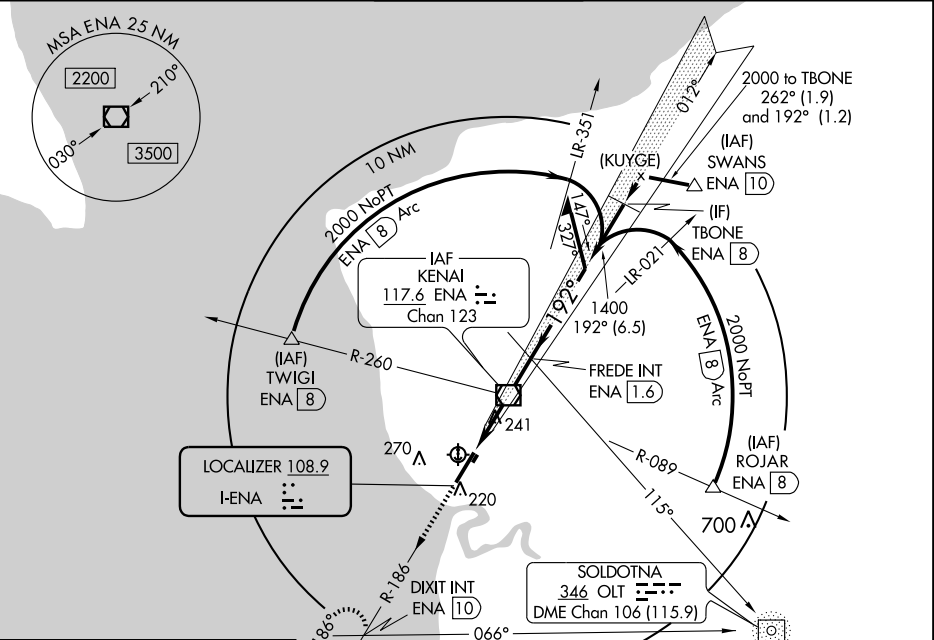 MSA ENA 25 NM
2200
210°
030°
3500
10 NM
LR-351
012°
2000 to TBONE
262° (1.9)
and 192° (1.2)
(KUYGE)
(IAF)
SWANS
ENA 10
(IF)
TBONE
ENA 8
2000 NoPT
ENA 8 Arc
147°
327°
LR-021
IAF
KENAI
117.6 ENA
Chan 123
192°
1400
192° (6.5)
2000 NoPT
ENA 8 Arc
(IAF)
TWIGI
ENA 8
R-260
FREDE INT
ENA 1.6
241
270
LOCALIZER 108.9
I-ENA
220
R-089
(IAF)
ROJAR
ENA 8
115°
700
R-186
DIXIT INT
ENA 10
SOLDOTNA
346 OLT
DME Chan 106 (115.9)
066°